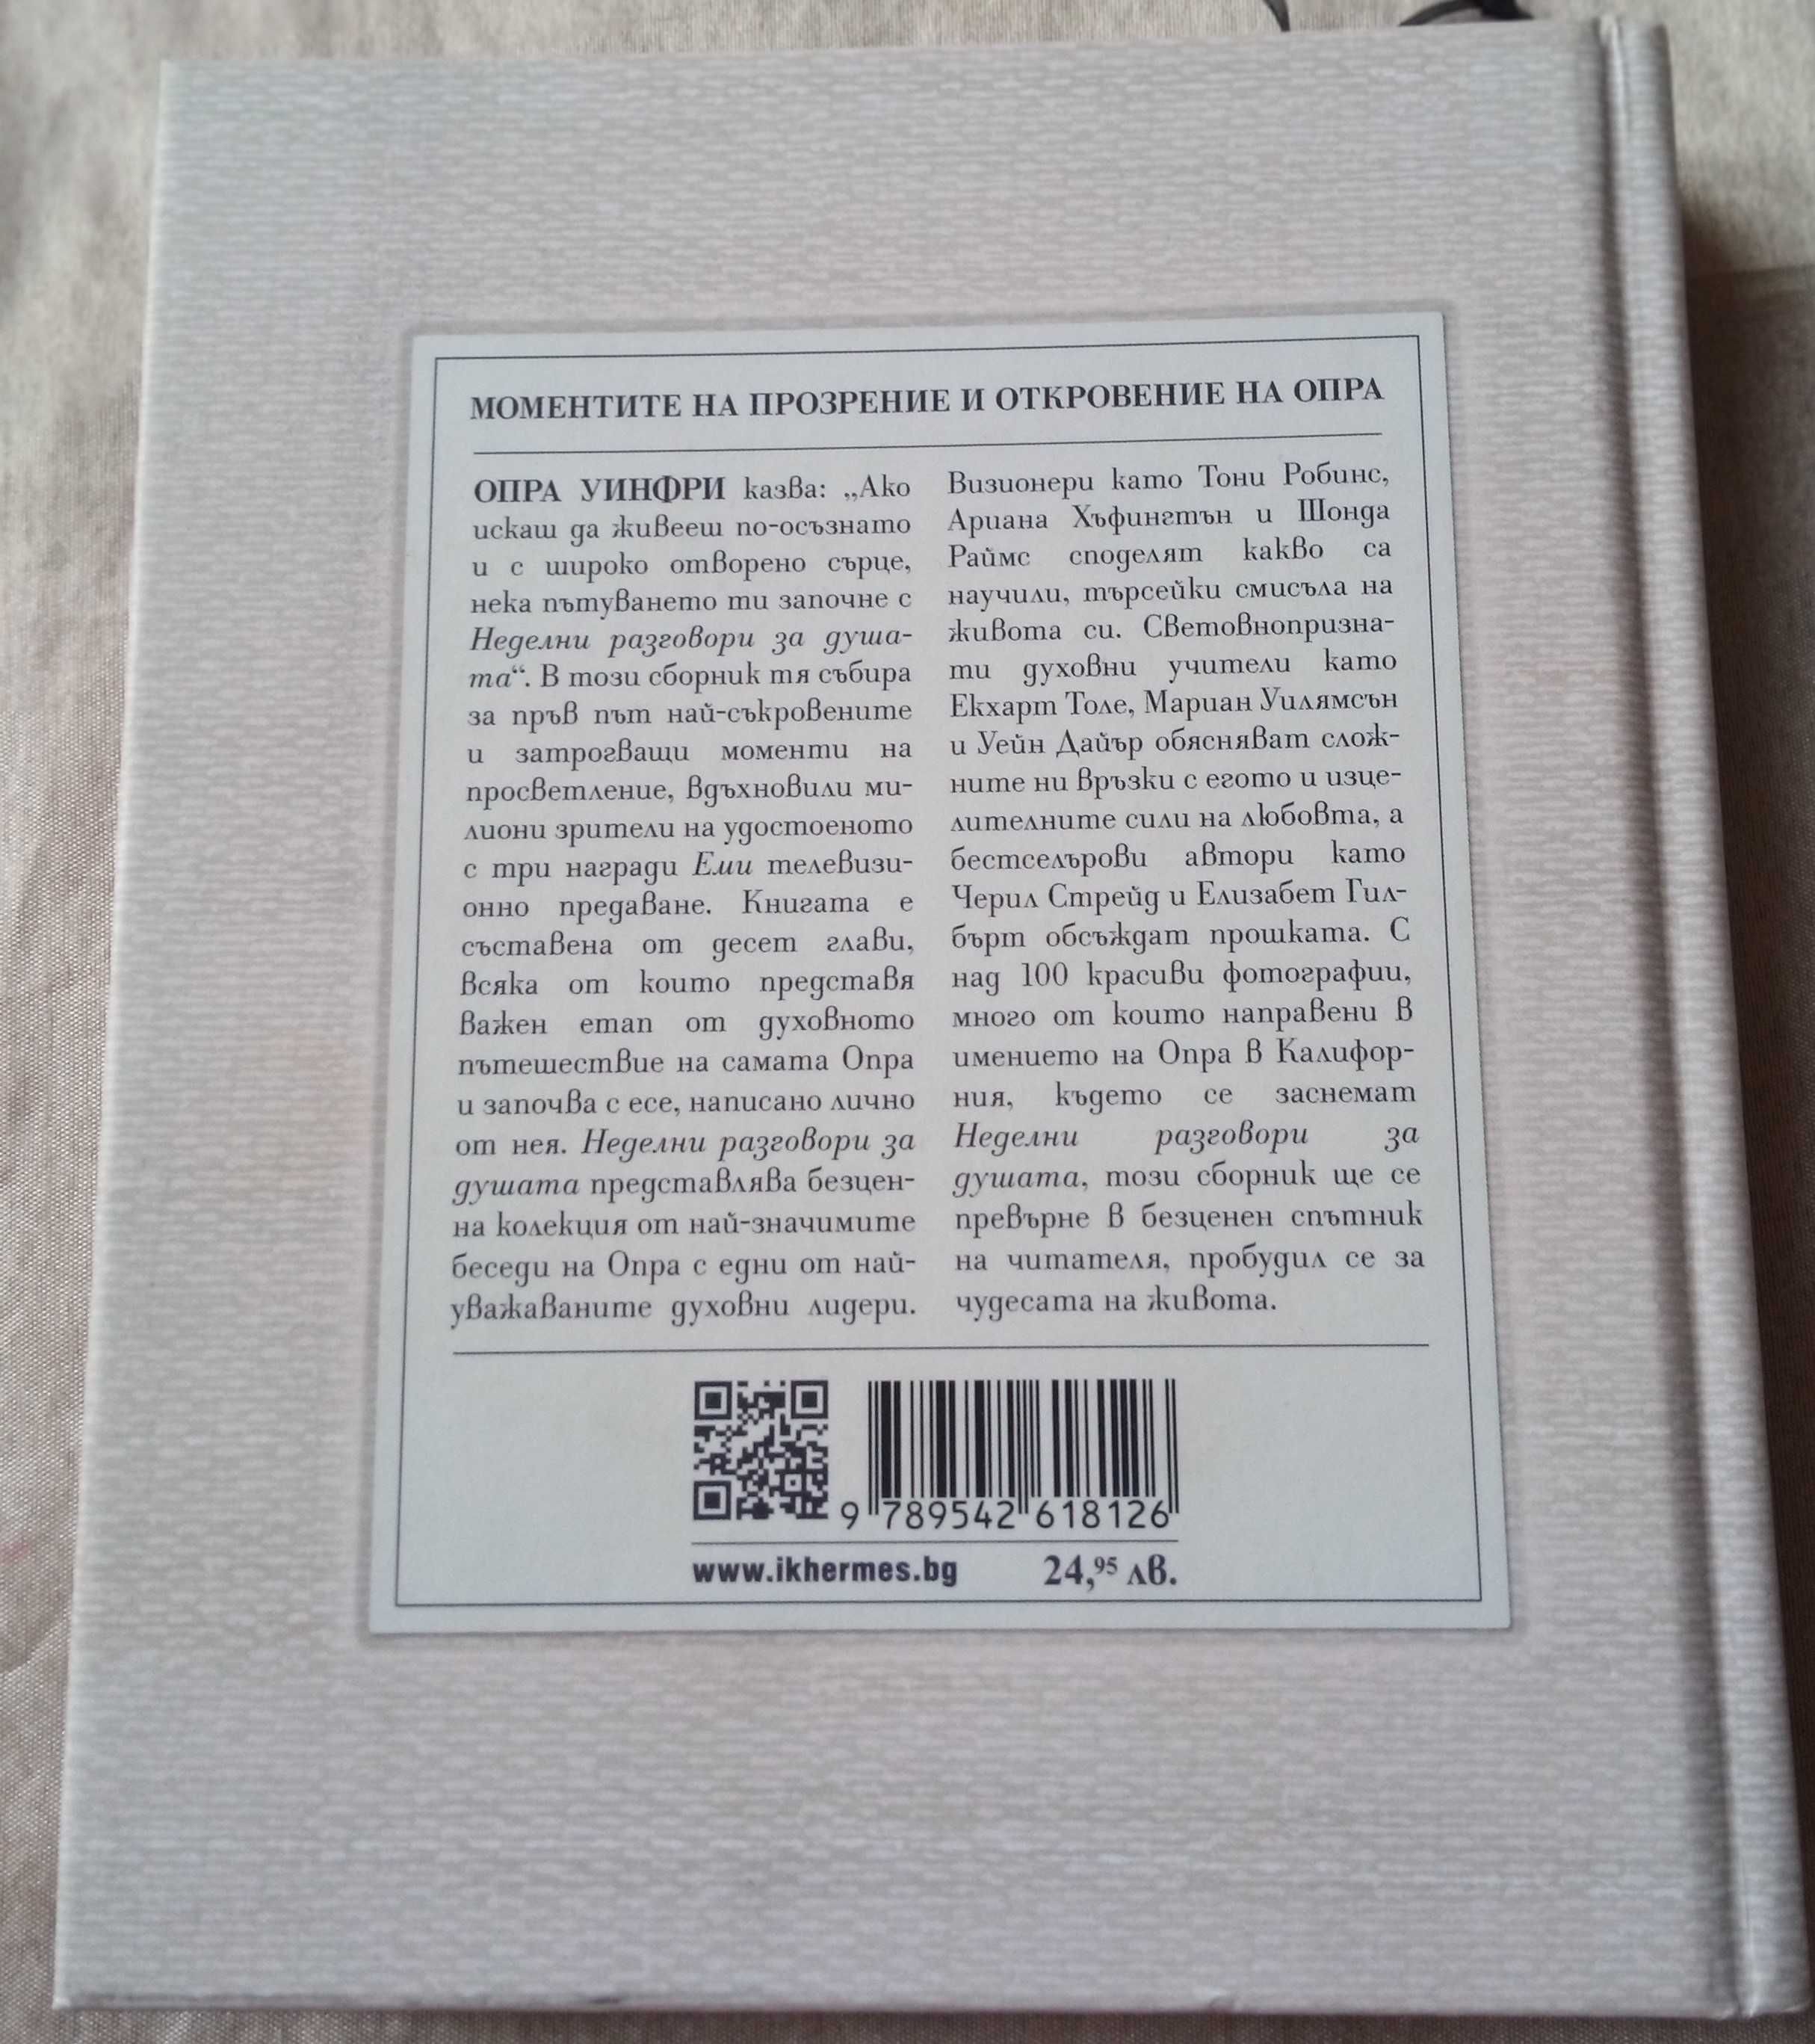 МОМЕНТИТЕ НА ПРОЗРЕНИЕ И ОТКРОВЕНИЕ НА ОПРА
ОПРА УИНФРИ казва: „Ако
искаш да живееш по-осъзнато
и с широко отворено сърце,
нека пътуването ти започне с
Неделни разговори за душа-
та“. В този сборник тя събира
за пръв път най-съкровените
и затрогващи моменти на
просветление, вдъхновили ми-
лиони зрители на удостоеното
с три награди Еми телевизи-
онно предаване. Книгата е
съставена от десет глави,
всяка от които представя
важен етап от духовното
пътешествие на самата Опра
и започва с есе, написано лично
от нея. Неделни разговори за
душата представлява безцен-
на колекция от най-значимите
беседи на Опра с едни от най-
уважаваните духовни лидери.
Визионери като Тони Робинс,
Ариана Хъфингтън и Шонда
Раймс споделят какво са
научили, търсейки смисъла на
живота си. Световнопризна-
ти духовни учители като
Екхарт Толе, Мариан Уилямсън
и Уейн Дайър обясняват слож-
ните ни връзки с егото и изце-
лителните сили на любовта, а
бестселърови автори като
Черил Стрейд и Елизабет Гил-
бърт обсъждат прошката. С
над 100 красиви фотографии,
много от които направени в
имението на Опра в Калифор-
ния, където се заснемат
Неделни разговори за
душата, този сборник ще се
превърне в безценен спътник
на читателя, пробудил се за
чудесата на живота.
9 789542 618126
www.ikhermes.bg 24,95 лв.